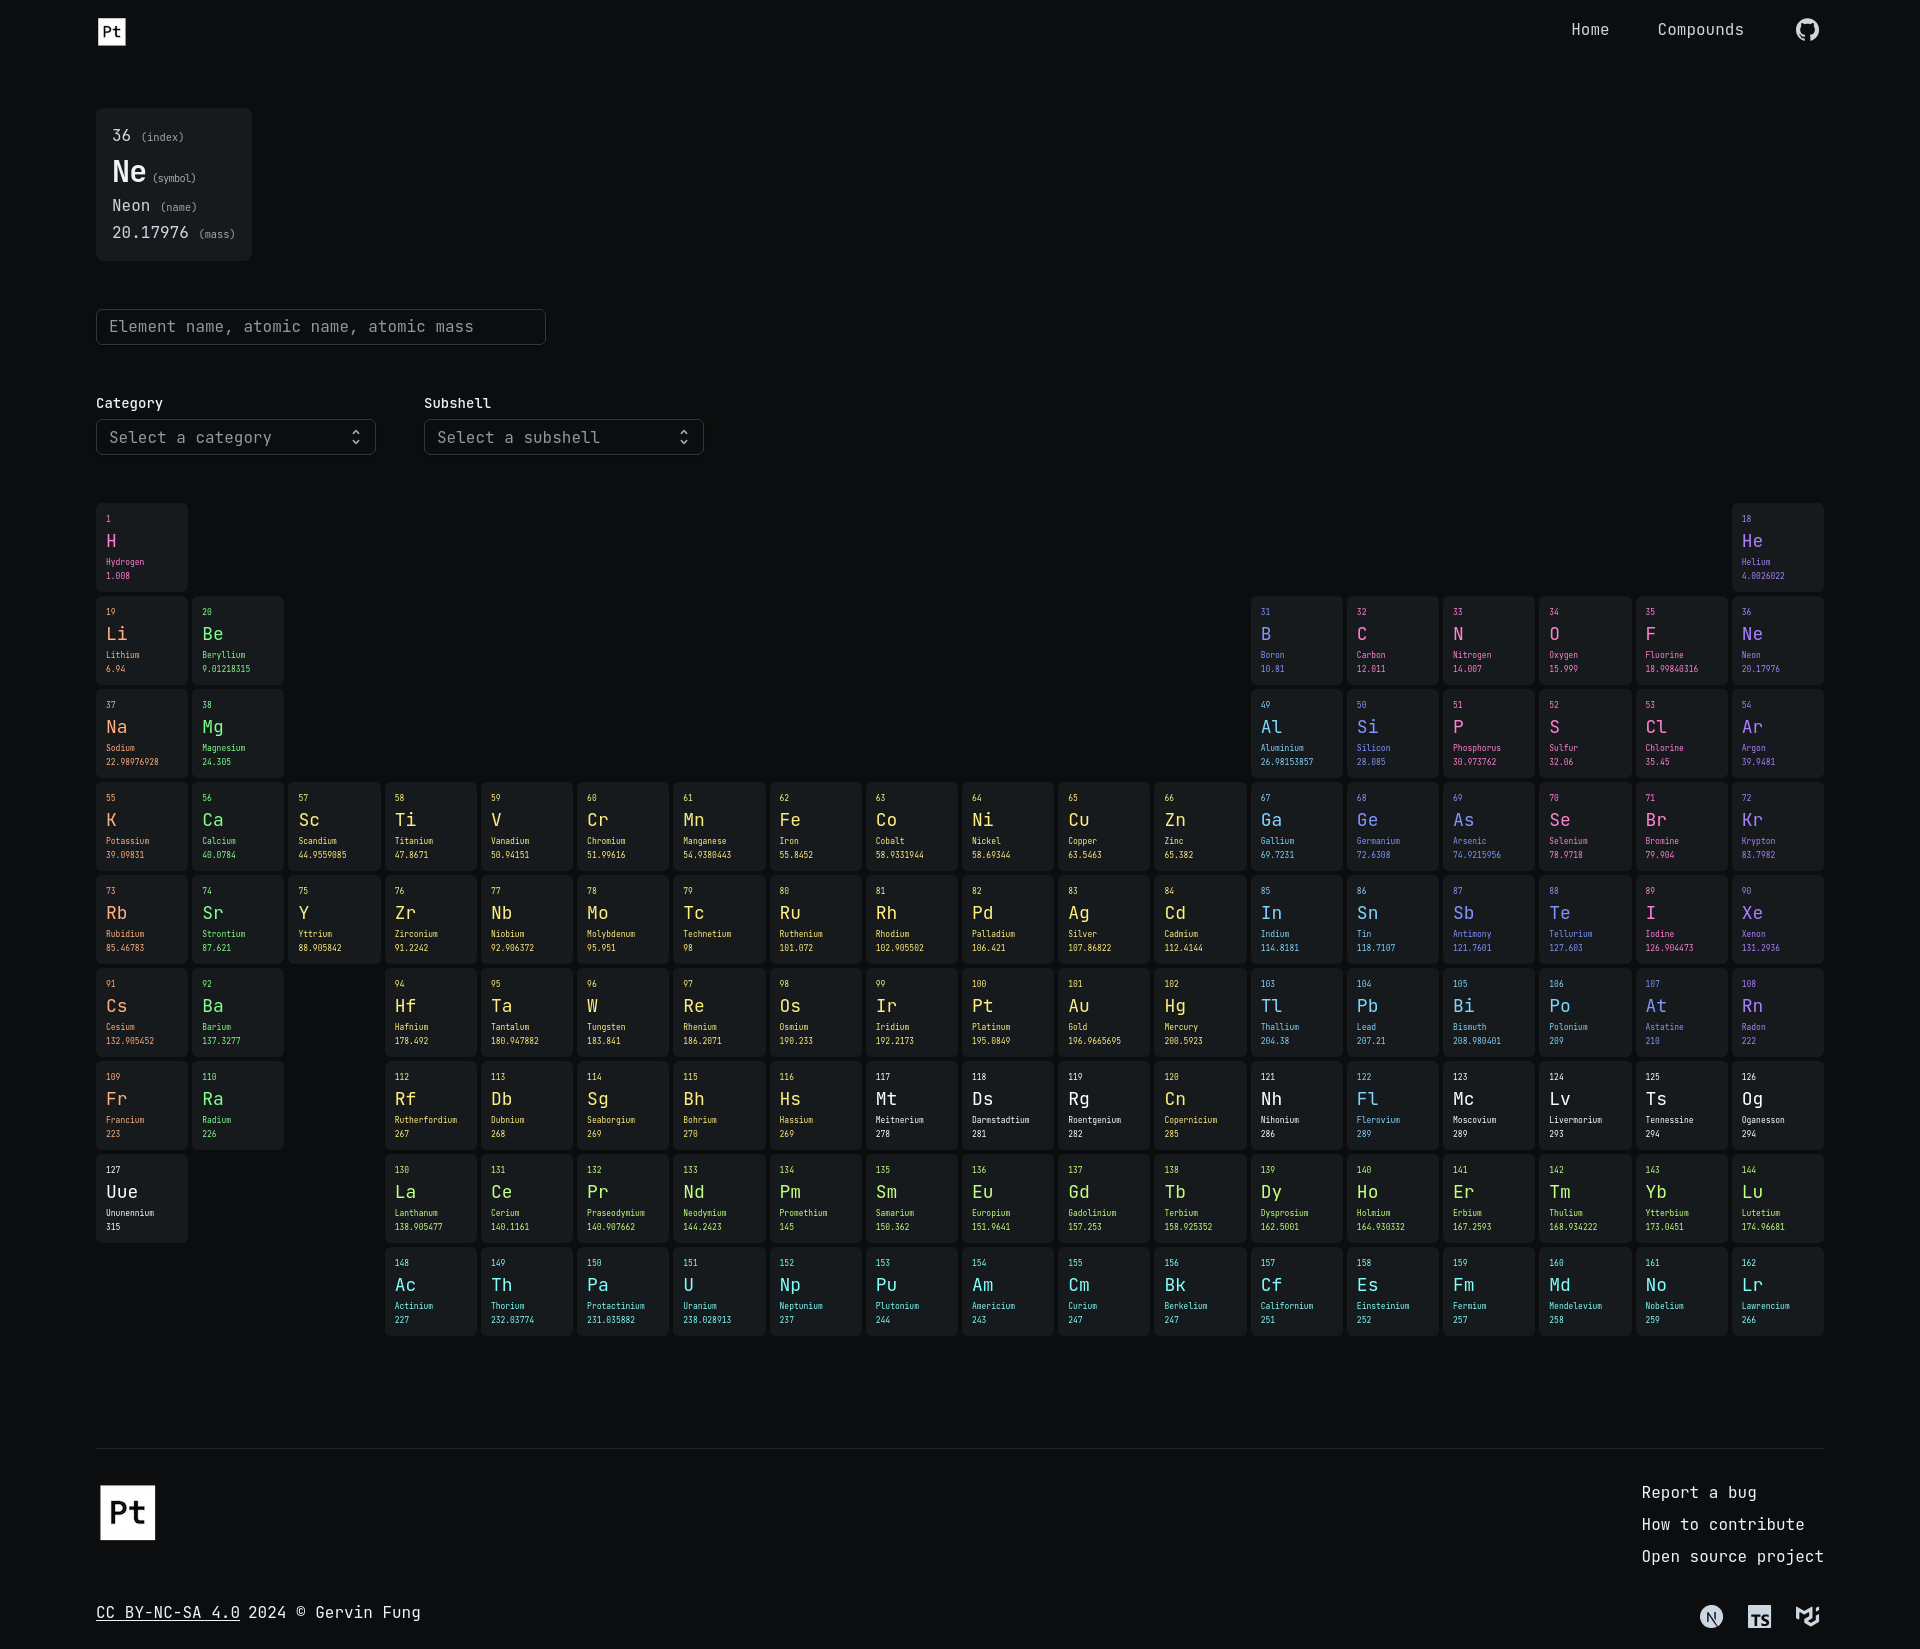 Pt
Home Compounds
36 (index)
Ne (symbol)
Neon (name)
20.17976 (mass)
Element name, atomic name, atomic mass
Category Subshell
Select a category Select a subshell
1 18
H He
Hydrogen Helium
1.008 4.0026022
19 20 31 32 33 34 35 36
Li Be B C N O F Ne
Lithium Beryllium Boron Carbon Nitrogen Oxygen Fluorine Neon
6.94 9.01218315 10.81 12.011 14.007 15.999 18.99840316 20.17976
37 38 49 50 51 52 53 54
Na Mg Al Si P S Cl Ar
Sodium Magnesium Aluminium Silicon Phosphorus Sulfur Chlorine Argon
22.98976928 24.305 26.98153857 28.085 30.973762 32.06 35.45 39.9481
55 56 57 58 59 60 61 62 63 64 65 66 67 68 69 70 71 72
K Ca Sc Ti V Cr Mn Fe Co Ni Cu Zn Ga Ge As Se Br Kr
Potassium Calcium Scandium Titanium Vanadium Chromium Manganese Iron Cobalt Nickel Copper Zinc Gallium Germanium Arsenic Selenium Bromine Krypton
39.09831 40.0784 44.9559085 47.8671 50.94151 51.99616 54.9380443 55.8452 58.9331944 58.69344 63.5463 65.382 69.7231 72.6308 74.9215956 78.9718 79.904 83.7982
73 74 75 76 77 78 79 80 81 82 83 84 85 86 87 88 89 90
Rb Sr Y Zr Nb Mo Tc Ru Rh Pd Ag Cd In Sn Sb Te I Xe
Rubidium Strontium Yttrium Zirconium Niobium Molybdenum Technetium Ruthenium Rhodium Palladium Silver Cadmium Indium Tin Antimony Tellurium Iodine Xenon
85.46783 87.621 88.905842 91.2242 92.906372 95.951 98 101.072 102.905502 106.421 107.86822 112.4144 114.8181 118.7107 121.7601 127.603 126.904473 131.2936
91 92 94 95 96 97 98 99 100 101 102 103 104 105 106 107 108
Cs Ba Hf Ta W Re Os Ir Pt Au Hg Tl Pb Bi Po At Rn
Cesium Barium Hafnium Tantalum Tungsten Rhenium Osmium Iridium Platinum Gold Mercury Thallium Lead Bismuth Polonium Astatine Radon
132.905452 137.3277 178.492 180.947882 183.841 186.2071 190.233 192.2173 195.0849 196.9665695 200.5923 204.38 207.21 208.980401 209 210 222
109 110 112 113 114 115 116 117 118 119 120 121 122 123 124 125 126
Fr Ra Rf Db Sg Bh Hs Mt Ds Rg Cn Nh Fl Mc Lv Ts Og
Francium Radium Rutherfordium Dubnium Seaborgium Bohrium Hassium Meitnerium Darmstadtium Roentgenium Copernicium Nihonium Flerovium Moscovium Livermorium Tennessine Oganesson
223 226 267 268 269 270 269 278 281 282 285 286 289 289 293 294 294
127 130 131 132 133 134 135 136 137 138 139 140 141 142 143 144
Uue La Ce Pr Nd Pm Sm Eu Gd Tb Dy Ho Er Tm Yb Lu
Ununennium Lanthanum Cerium Praseodymium Neodymium Promethium Samarium Europium Gadolinium Terbium Dysprosium Holmium Erbium Thulium Ytterbium Lutetium
315 138.905477 140.1161 140.907662 144.2423 145 150.362 151.9641 157.253 158.925352 162.5001 164.930332 167.2593 168.934222 173.0451 174.96681
148 149 150 151 152 153 154 155 156 157 158 159 160 161 162
Ac Th Pa U Np Pu Am Cm Bk Cf Es Fm Md No Lr
Actinium Thorium Protactinium Uranium Neptunium Plutonium Americium Curium Berkelium Californium Einsteinium Fermium Mendelevium Nobelium Lawrencium
227 232.03774 231.035882 238.028913 237 244 243 247 247 251 252 257 258 259 266
Pt
Report a bug
How to contribute
Open source project
CC BY-NC-SA 4.0 2024 © Gervin Fung
N TS